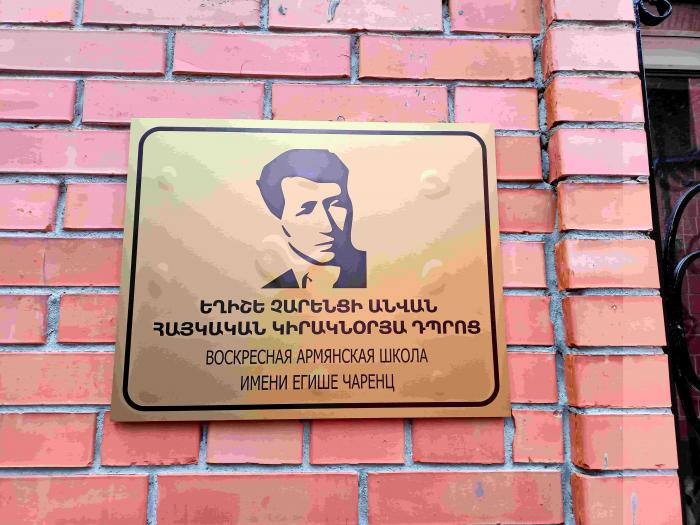 ԵՂԻՇԵ ՉԱՐԵՆՑԻ ԱՆՎԱՆ
ՀԱՅԿԱԿԱՆ ԿԻՐԱԿՆՕՐՅԱ ԴՊՐՈՑ
ВОСКРЕСНАЯ АРМЯНСКАЯ ШКОЛА
ИМЕНИ ЕГИШЕ ЧАРЕНЦ